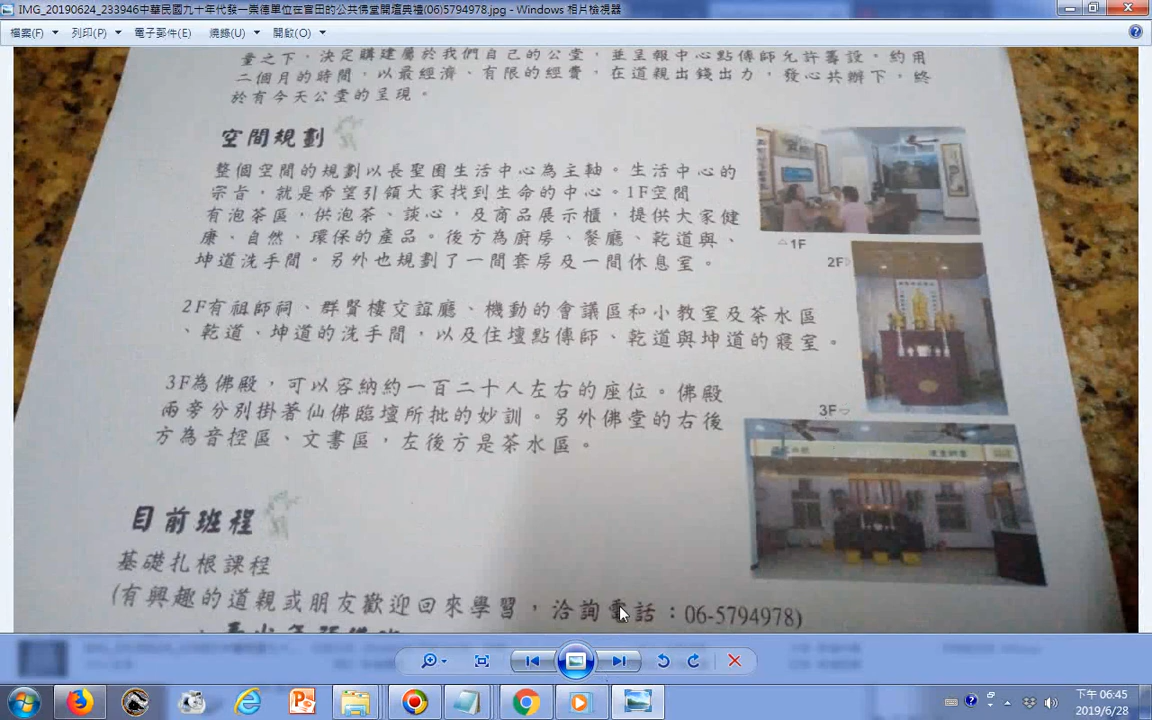 IMG_20190624_233946中華民國九十年代發一崇德單位在官田的公共佛堂開壇典禮(06)5794978.jpg - Windows 相片檢視器
檔案(F) 列印(P) 電子郵件(E) 燒錄(U) 開啟(O)
量之下，決定購建屬於我們自己的公堂，並呈報中心點傳師允許籌設。約用
二個月的時間，以最經濟、有限的經費，在道親出錢出力，發心共辦下，終
於有今天公堂的呈現。
空間規劃
整個空間的規劃以長聖園生活中心為主軸。生活中心的
宗旨，就是希望引領大家找到生命的中心。1F空間
有泡茶區，供泡茶、談心，及商品展示櫃，提供大家健
康、自然、環保的產品。後方為廚房、餐廳、乾道與、
坤道洗手間。另外也規劃了一間套房及一間休息室。
△1F
2F▷
2F有祖師祠、群賢樓交誼廳、機動的會議區和小教室及茶水區
、乾道、坤道的洗手間，以及住壇點傳師、乾道與坤道的寢室。
3F為佛殿，可以容納約一百二十人左右的座位。佛殿
兩旁分別掛著仙佛臨壇所批的妙訓。另外佛堂的右後
方為音控區、文書區，左後方是茶水區。
3F▽
目前班程
基礎扎根課程
(有興趣的道親或朋友歡迎回來學習，洽詢電話：06-5794978)
下午 06:45
2019/6/28